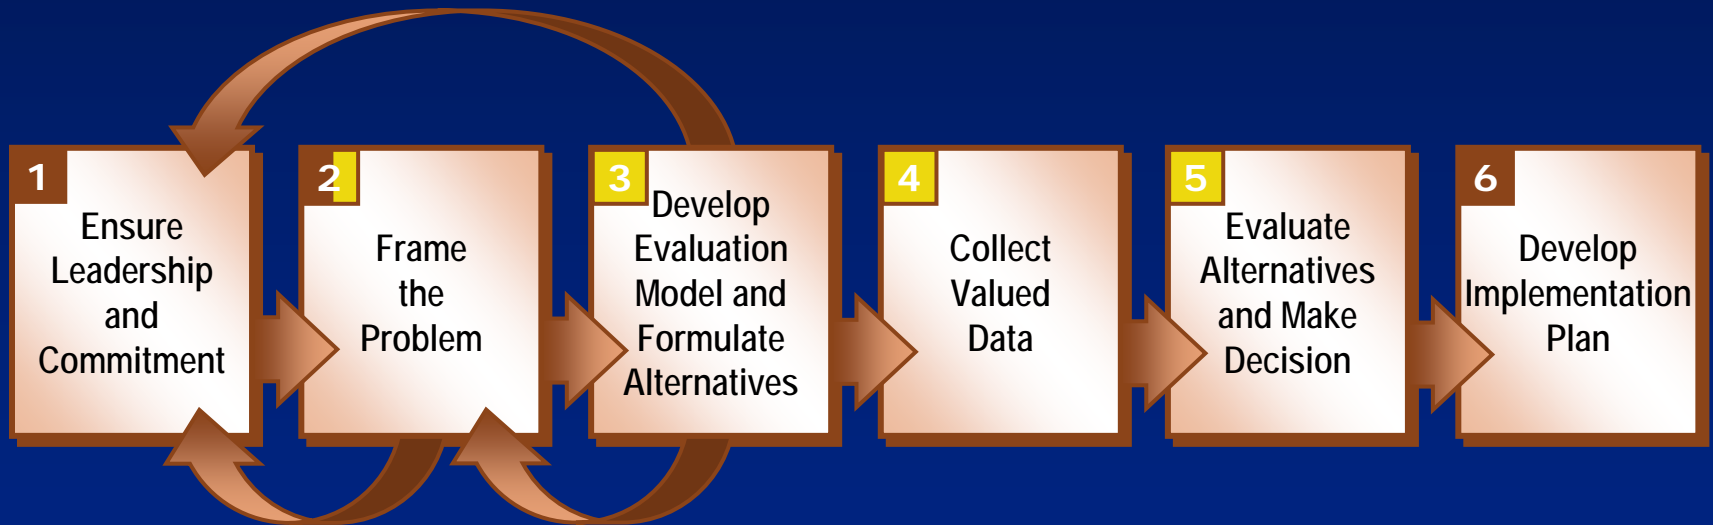 1
Ensure
Leadership
and
Commitment
2
Frame
the
Problem
3
Develop
Evaluation
Model and
Formulate
Alternatives
4
Collect
Valued
Data
5
Evaluate
Alternatives
and Make
Decision
6
Develop
Implementation
Plan